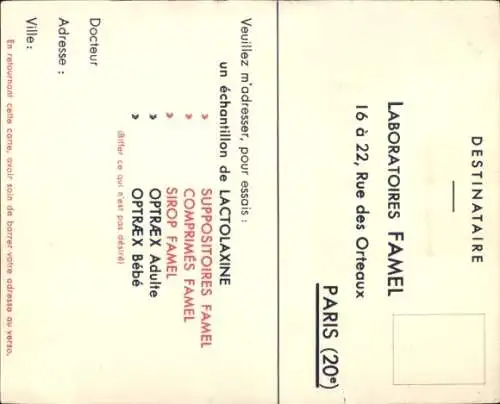 Veuillez m'adresser, pour essais :
un échantillon de LACTOLAXINE
» SUPPOSITOIRES FAMEL
» COMPRIMÉS FAMEL
» SIROP FAMEL
» OPTRÆX Adulte
» OPTRÆX Bébé
(Biffer ce qui n'est pas désiré)
Docteur
Adresse :
Ville :
En retournant cette carte, avoir soin de barrer votre adresse au verso.
DESTINATAIRE
LABORATOIRES FAMEL
16 à 22, Rue des Orteaux
PARIS (20e)